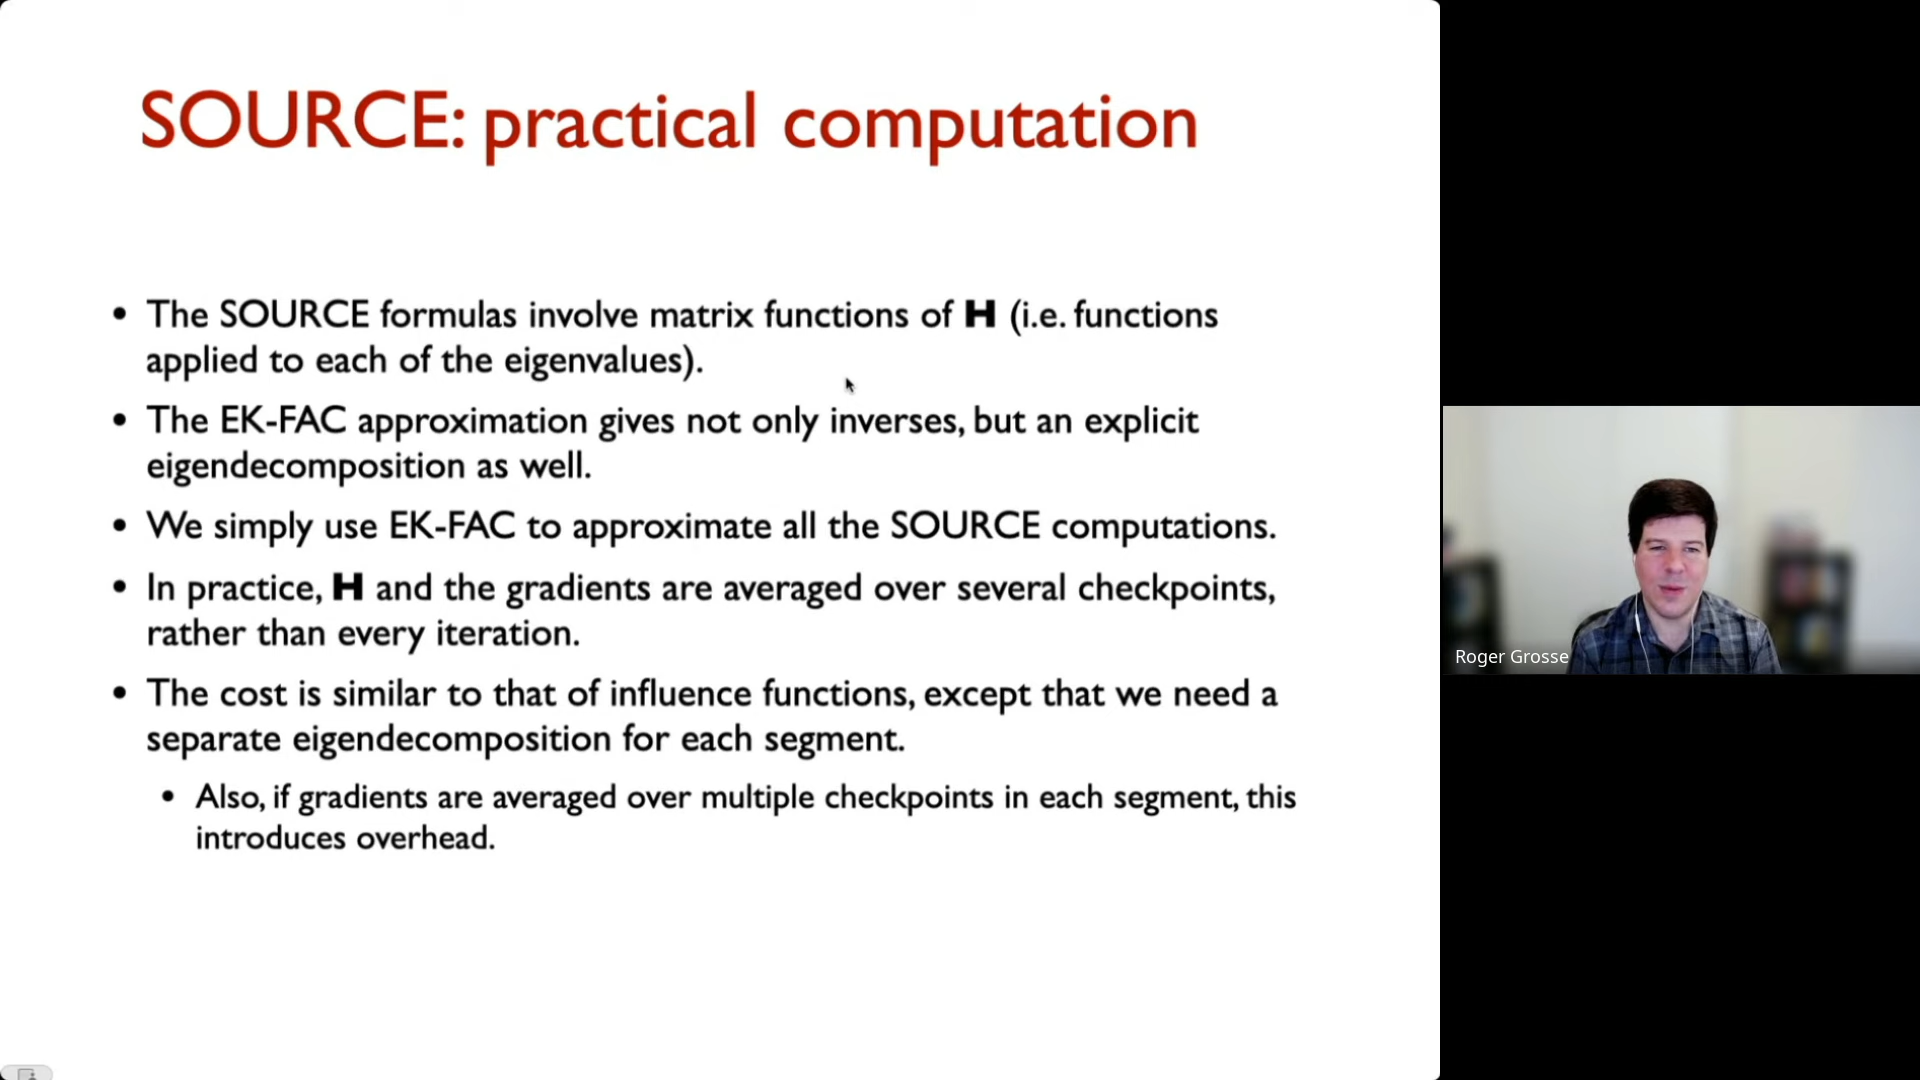 SOURCE: practical computation
• The SOURCE formulas involve matrix functions of H (i.e. functions
applied to each of the eigenvalues).
• The EK-FAC approximation gives not only inverses, but an explicit
eigendecomposition as well.
• We simply use EK-FAC to approximate all the SOURCE computations.
• In practice, H and the gradients are averaged over several checkpoints,
rather than every iteration.
• The cost is similar to that of influence functions, except that we need a
separate eigendecomposition for each segment.
• Also, if gradients are averaged over multiple checkpoints in each segment, this
introduces overhead.
Roger Grosse